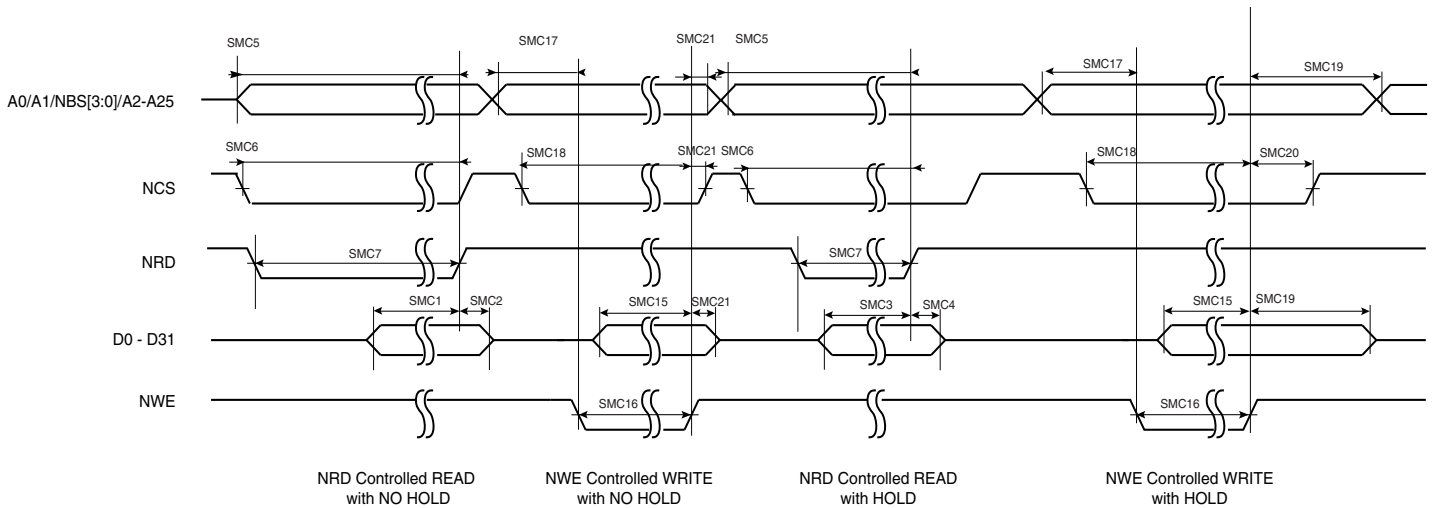 SMC5
SMC17
SMC21
SMC5
SMC17
SMC19
A0/A1/NBS[3:0]/A2-A25
SMC6
SMC18
SMC21
SMC6
SMC18
SMC20
NCS
SMC7
SMC7
NRD
SMC1
SMC2
SMC15
SMC21
SMC3
SMC4
SMC15
SMC19
D0 - D31
NWE
SMC16
SMC16
NRD Controlled READ
with NO HOLD
NWE Controlled WRITE
with NO HOLD
NRD Controlled READ
with HOLD
NWE Controlled WRITE
with HOLD